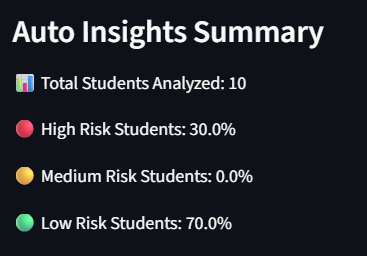 Auto Insights Summary
Total Students Analyzed: 10
High Risk Students: 30.0%
Medium Risk Students: 0.0%
Low Risk Students: 70.0%